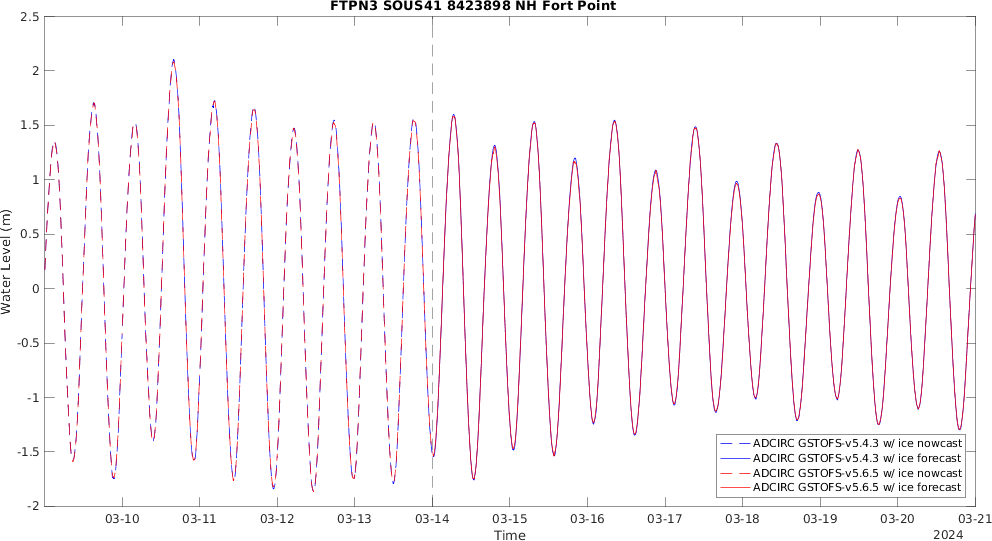 FTPN3 SOUS41 8423898 NH Fort Point
2.5
2
1.5
1
0.5
0
-0.5
-1
-1.5
-2
Water Level (m)
ADCIRC GSTOFS-v5.4.3 w/ ice nowcast
ADCIRC GSTOFS-v5.4.3 w/ ice forecast
ADCIRC GSTOFS-v5.6.5 w/ ice nowcast
ADCIRC GSTOFS-v5.6.5 w/ ice forecast
03-10 03-11 03-12 03-13 03-14 03-15 03-16 03-17 03-18 03-19 03-20 03-21
Time
2024